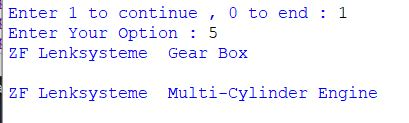 Enter 1 to continue , 0 to end : 1
Enter Your Option : 5
ZF Lenksysteme  Gear Box
ZF Lenksysteme  Multi-Cylinder Engine